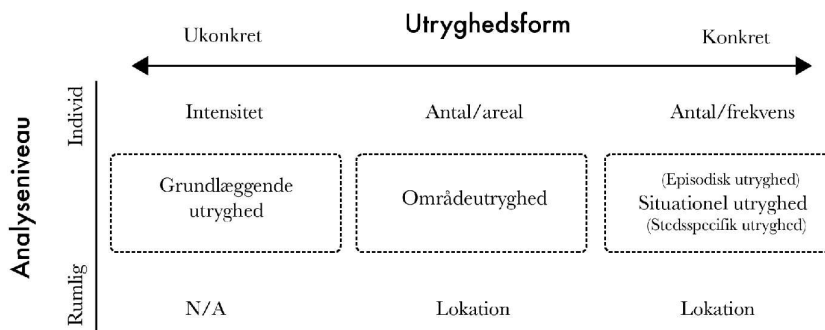 Utryghedsform
Ukonkret
Konkret
Analyseniveau
Individ
Intensitet
Antal/areal
Antal/frekvens
Grundlæggende
utryghed
Områdeutryghed
(Episodisk utryghed)
Situationel utryghed
(Stedsspecifik utryghed)
Rumlig
N/A
Lokation
Lokation